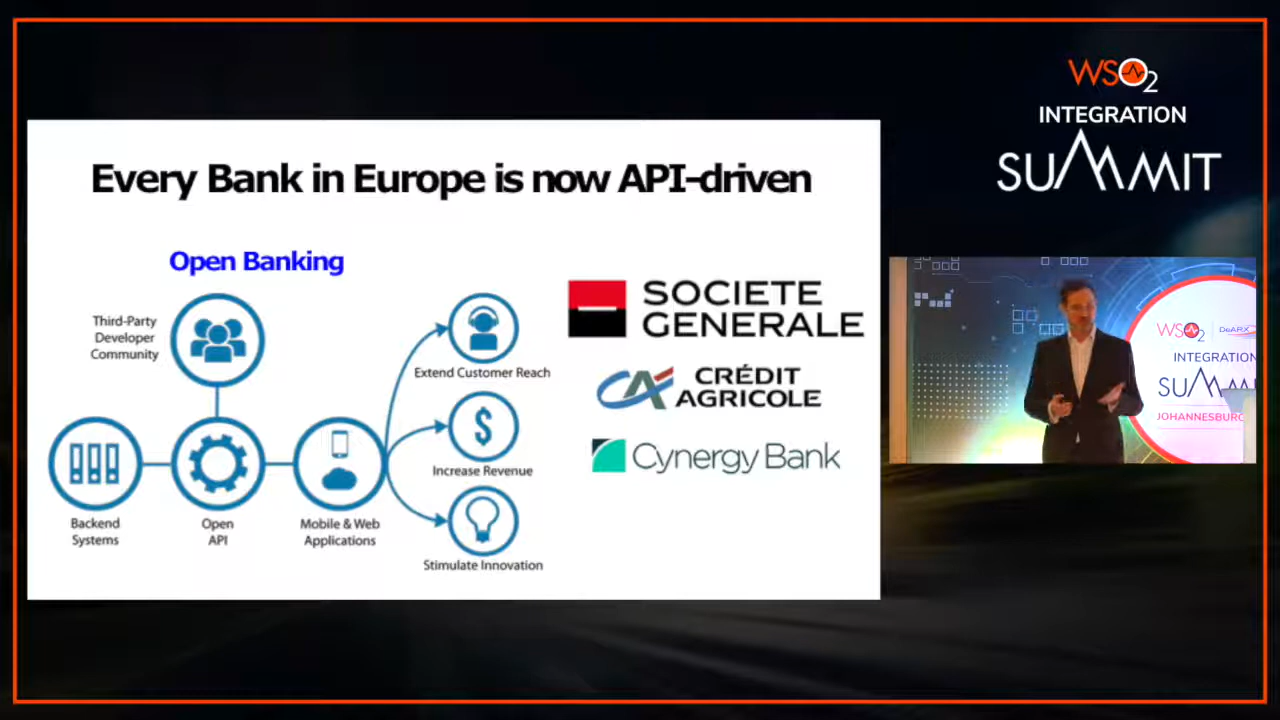 Every Bank in Europe is now API-driven
Open Banking
Third-Party
Developer
Community
Backend
Systems
Open
API
Mobile & Web
Applications
Extend Customer Reach
$
Increase Revenue
Stimulate Innovation
SOCIETE
GENERALE
CRÉDIT
AGRICOLE
Cynergy Bank
WSO2
INTEGRATION
SUMMIT
WSO2
DeARX
INTEGRATION
SUMMI
JOHANNESBURG